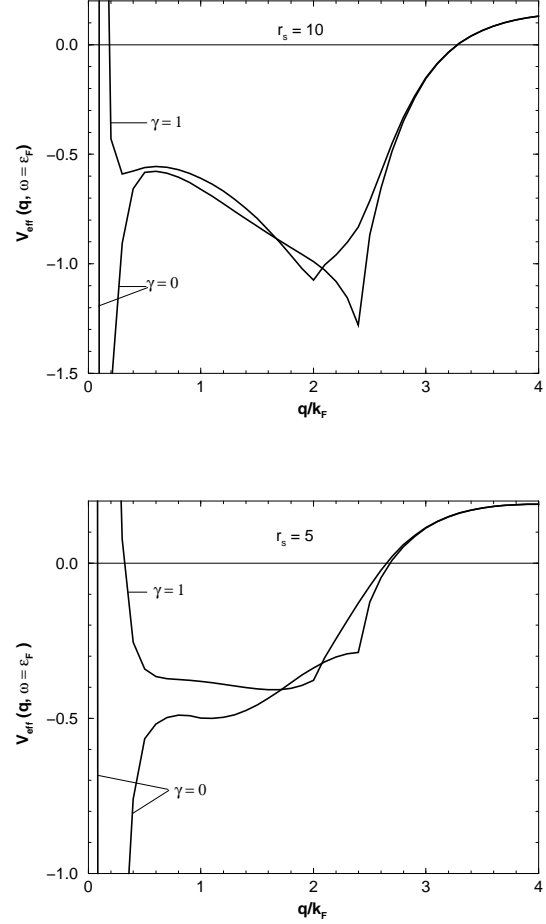 0.0
−0.5
−1.0
−1.5
V_eff (q, ω = ε_F)
r_s = 10
γ = 1
γ = 0
0 1 2 3 4
q/k_F
0.0
−0.5
−1.0
V_eff (q, ω = ε_F)
r_s = 5
γ = 1
γ = 0
0 1 2 3 4
q/k_F